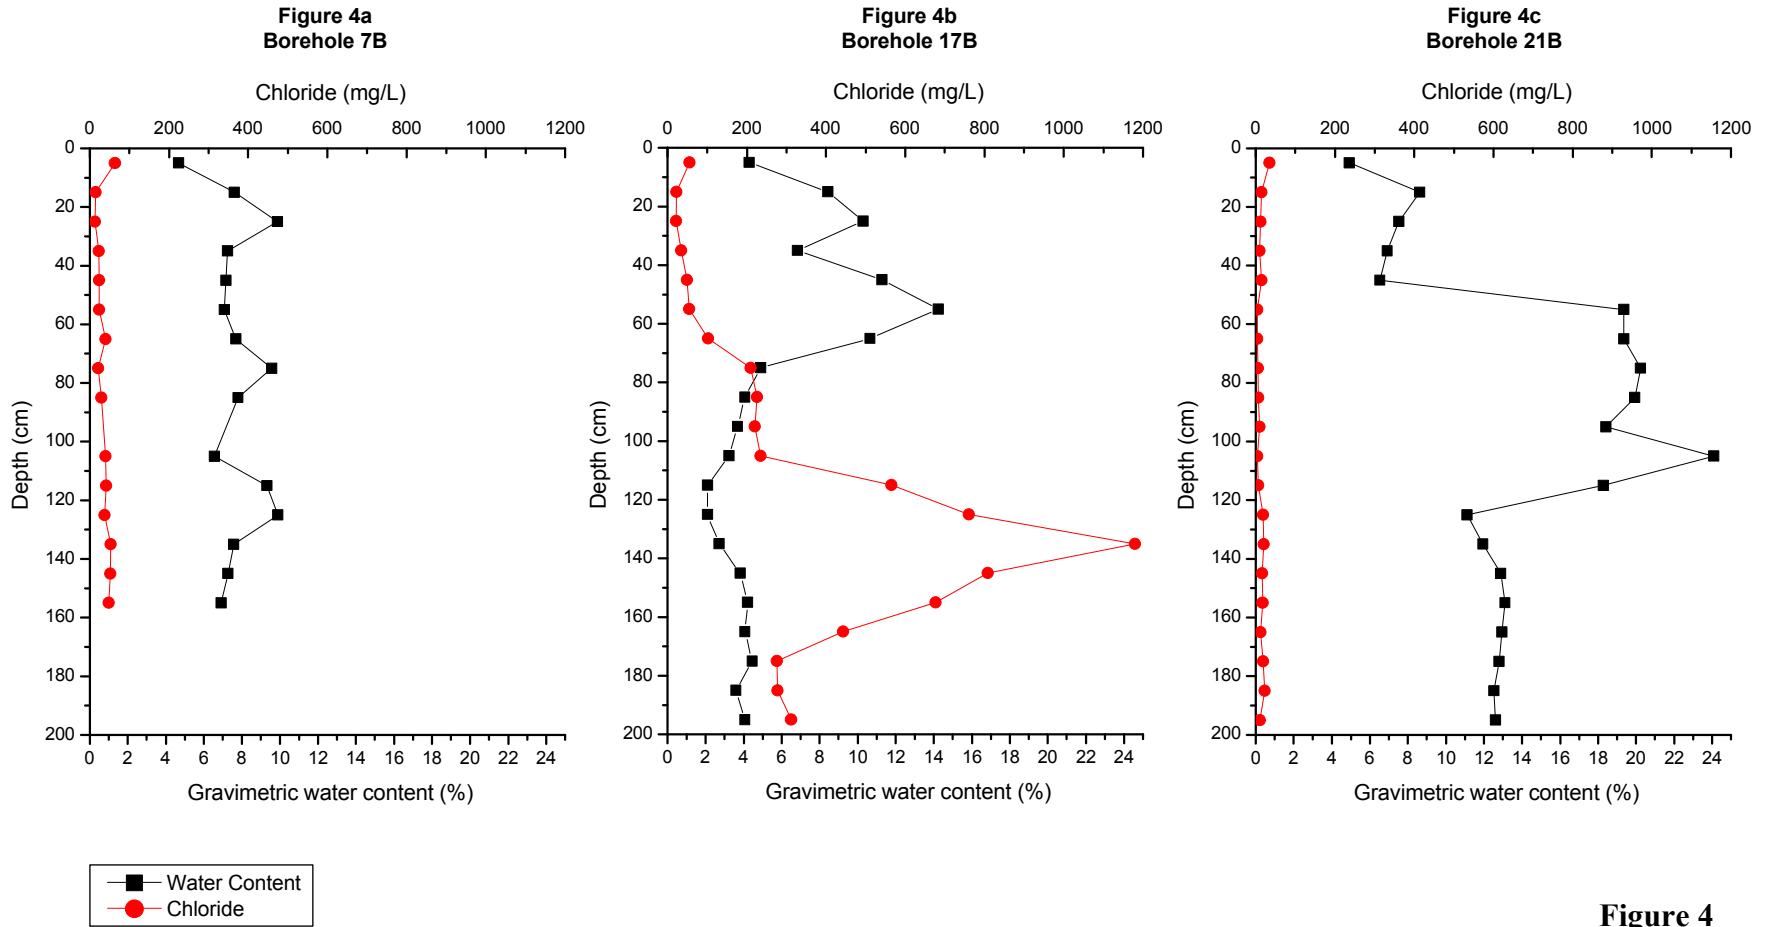 Figure 4a
Borehole 7B
Chloride (mg/L)
0 200 400 600 800 1000 1200
0
20
40
60
80
100
120
140
160
180
200
Depth (cm)
0 2 4 6 8 10 12 14 16 18 20 22 24
Gravimetric water content (%)
Figure 4b
Borehole 17B
Chloride (mg/L)
0 200 400 600 800 1000 1200
0
20
40
60
80
100
120
140
160
180
200
Depth (cm)
0 2 4 6 8 10 12 14 16 18 20 22 24
Gravimetric water content (%)
Figure 4c
Borehole 21B
Chloride (mg/L)
0 200 400 600 800 1000 1200
0
20
40
60
80
100
120
140
160
180
200
Depth (cm)
0 2 4 6 8 10 12 14 16 18 20 22 24
Gravimetric water content (%)
Water Content
Chloride
Figure 4